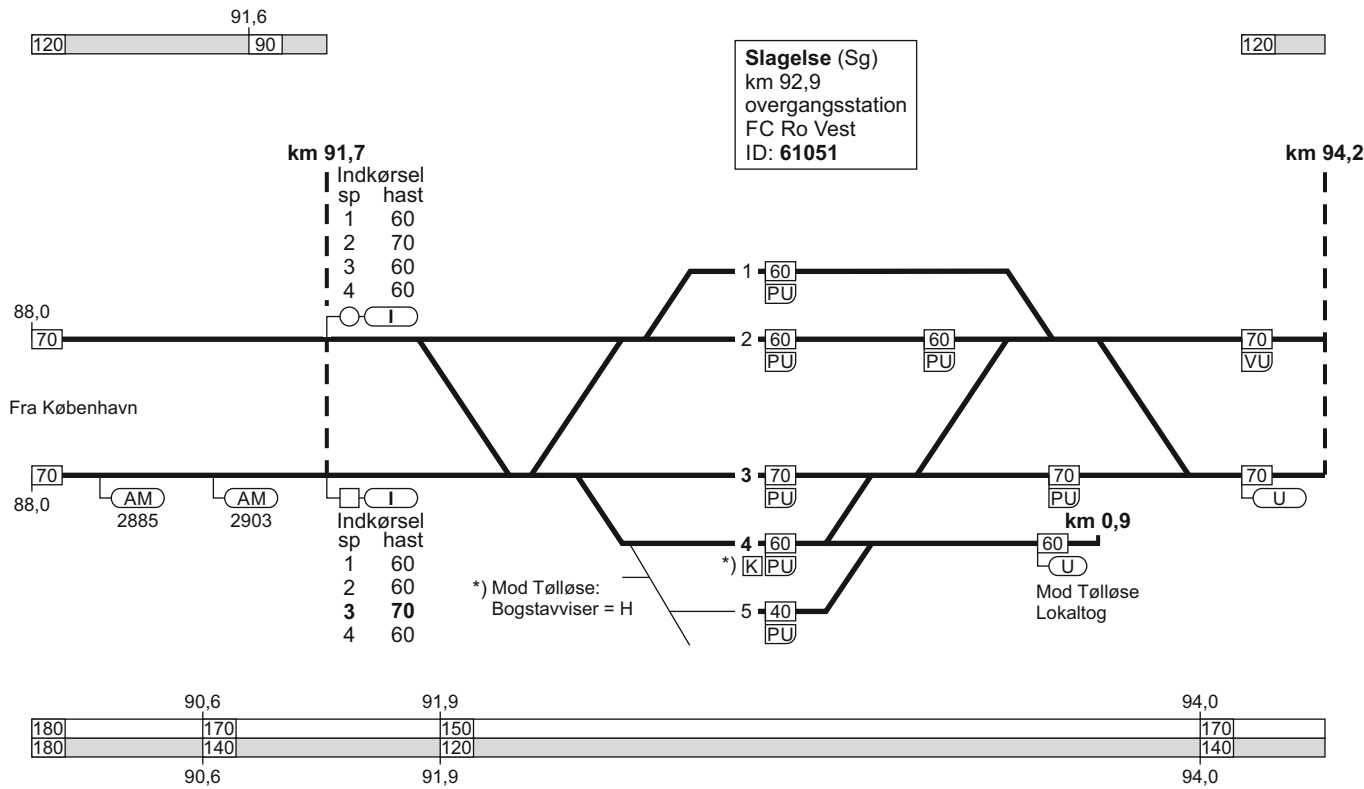 91,6
120
90
120
Slagelse (Sg)
km 92,9
overgangsstation
FC Ro Vest
ID: 61051
km 91,7
km 94,2
Indkørsel
sp hast
1 60
2 70
3 60
4 60
I
88,0
70
1 60
PU
2 60
PU
60
PU
70
VU
Fra København
70
88,0
AM
2885
AM
2903
I
Indkørsel
sp hast
1 60
2 60
3 70
4 60
3 70
PU
70
PU
70
U
km 0,9
4 60
*) K PU
60
U
*) Mod Tølløse:
Bogstavviser = H
Mod Tølløse
Lokaltog
5 40
PU
90,6
91,9
94,0
180 170 150 170
180 140 120 140
90,6
91,9
94,0